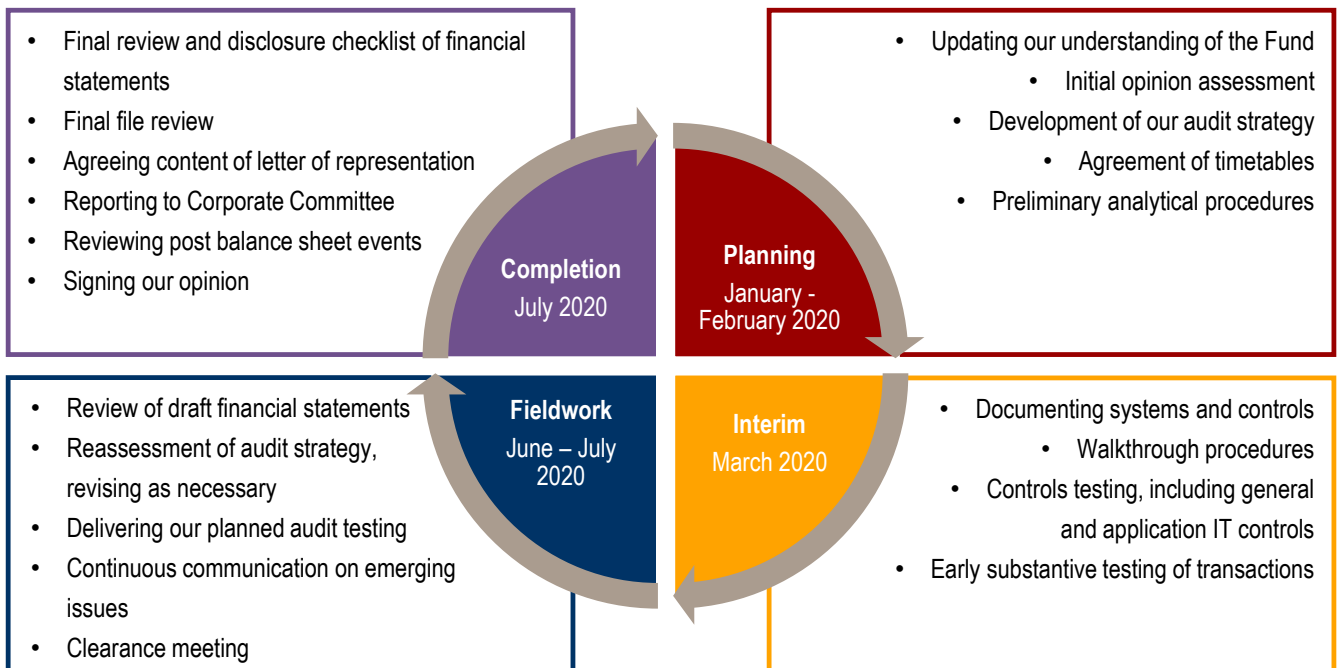 • Final review and disclosure checklist of financial
statements
• Final file review
• Agreeing content of letter of representation
• Reporting to Corporate Committee
• Reviewing post balance sheet events
• Signing our opinion
Completion
July 2020
• Updating our understanding of the Fund
• Initial opinion assessment
• Development of our audit strategy
• Agreement of timetables
• Preliminary analytical procedures
Planning
January -
February 2020
• Review of draft financial statements
• Reassessment of audit strategy,
revising as necessary
• Delivering our planned audit testing
• Continuous communication on emerging
issues
• Clearance meeting
Fieldwork
June – July
2020
Interim
March 2020
• Documenting systems and controls
• Walkthrough procedures
• Controls testing, including general
and application IT controls
• Early substantive testing of transactions